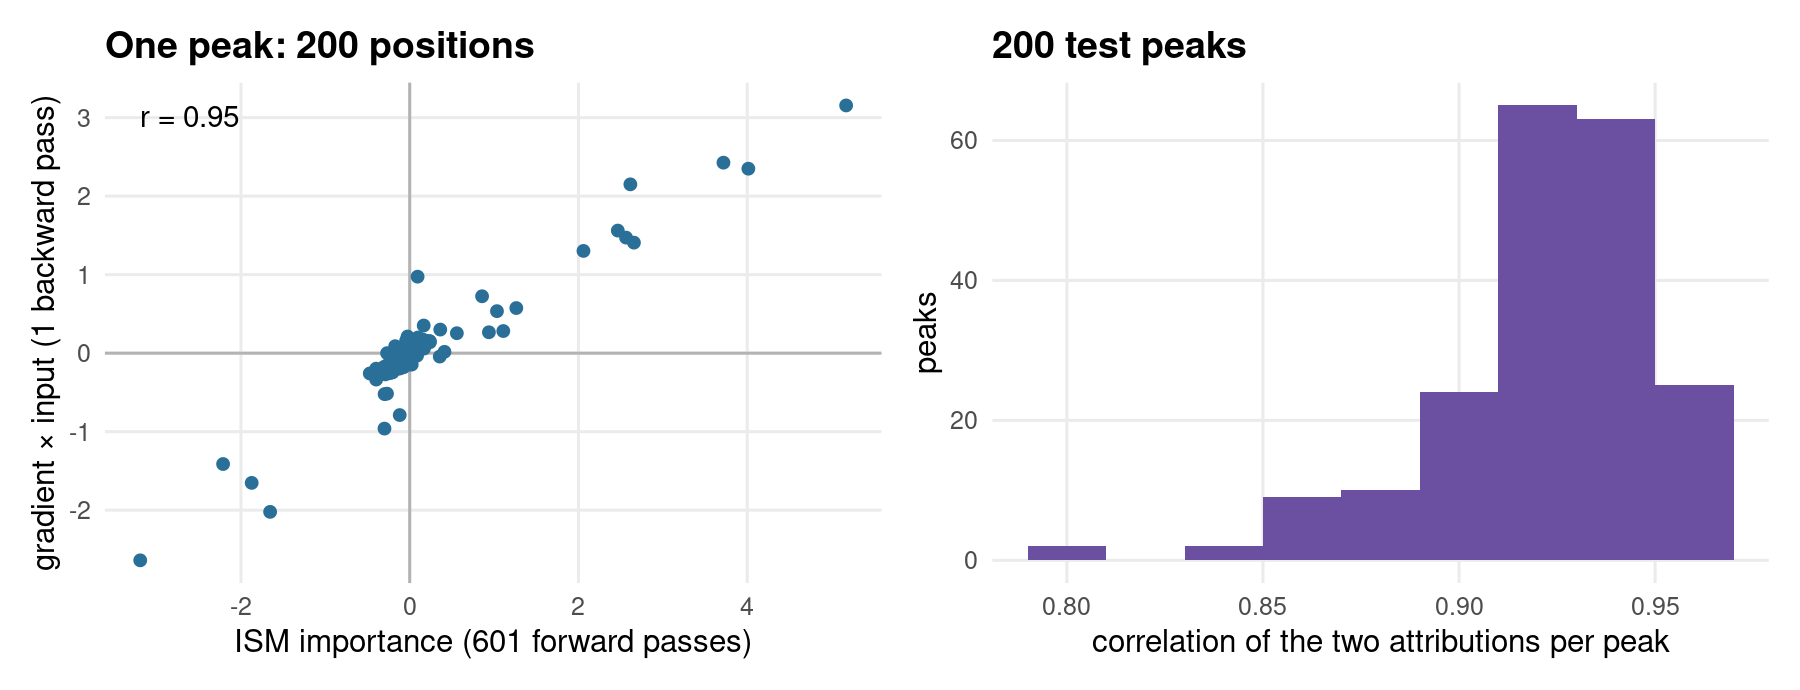 One peak: 200 positions
r = 0.95
gradient × input (1 backward pass)
3
2
1
0
-1
-2
-2
0
2
4
ISM importance (601 forward passes)
200 test peaks
peaks
60
40
20
0
0.80
0.85
0.90
0.95
correlation of the two attributions per peak